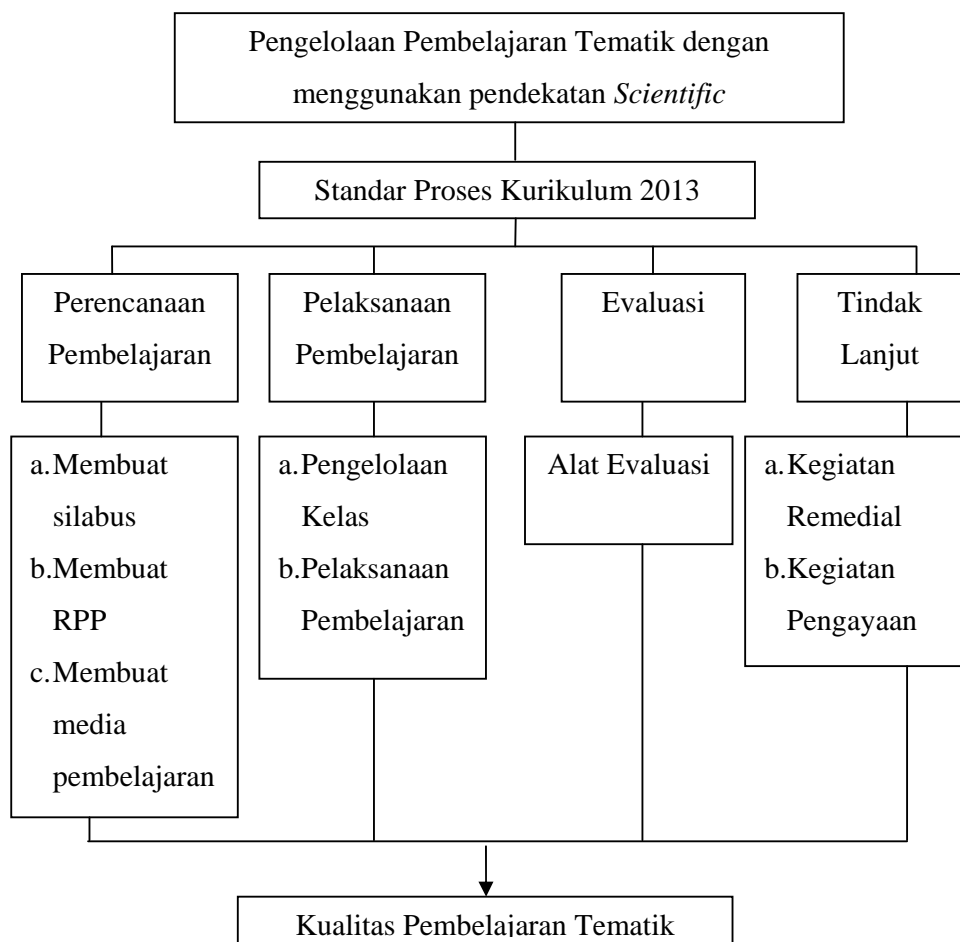 Pengelolaan Pembelajaran Tematik dengan
menggunakan pendekatan Scientific
Standar Proses Kurikulum 2013
Perencanaan
Pembelajaran
Pelaksanaan
Pembelajaran
Evaluasi
Tindak
Lanjut
a. Membuat
silabus
b. Membuat
RPP
c. Membuat
media
pembelajaran
a. Pengelolaan
Kelas
b. Pelaksanaan
Pembelajaran
Alat Evaluasi
a. Kegiatan
Remedial
b. Kegiatan
Pengayaan
Kualitas Pembelajaran Tematik